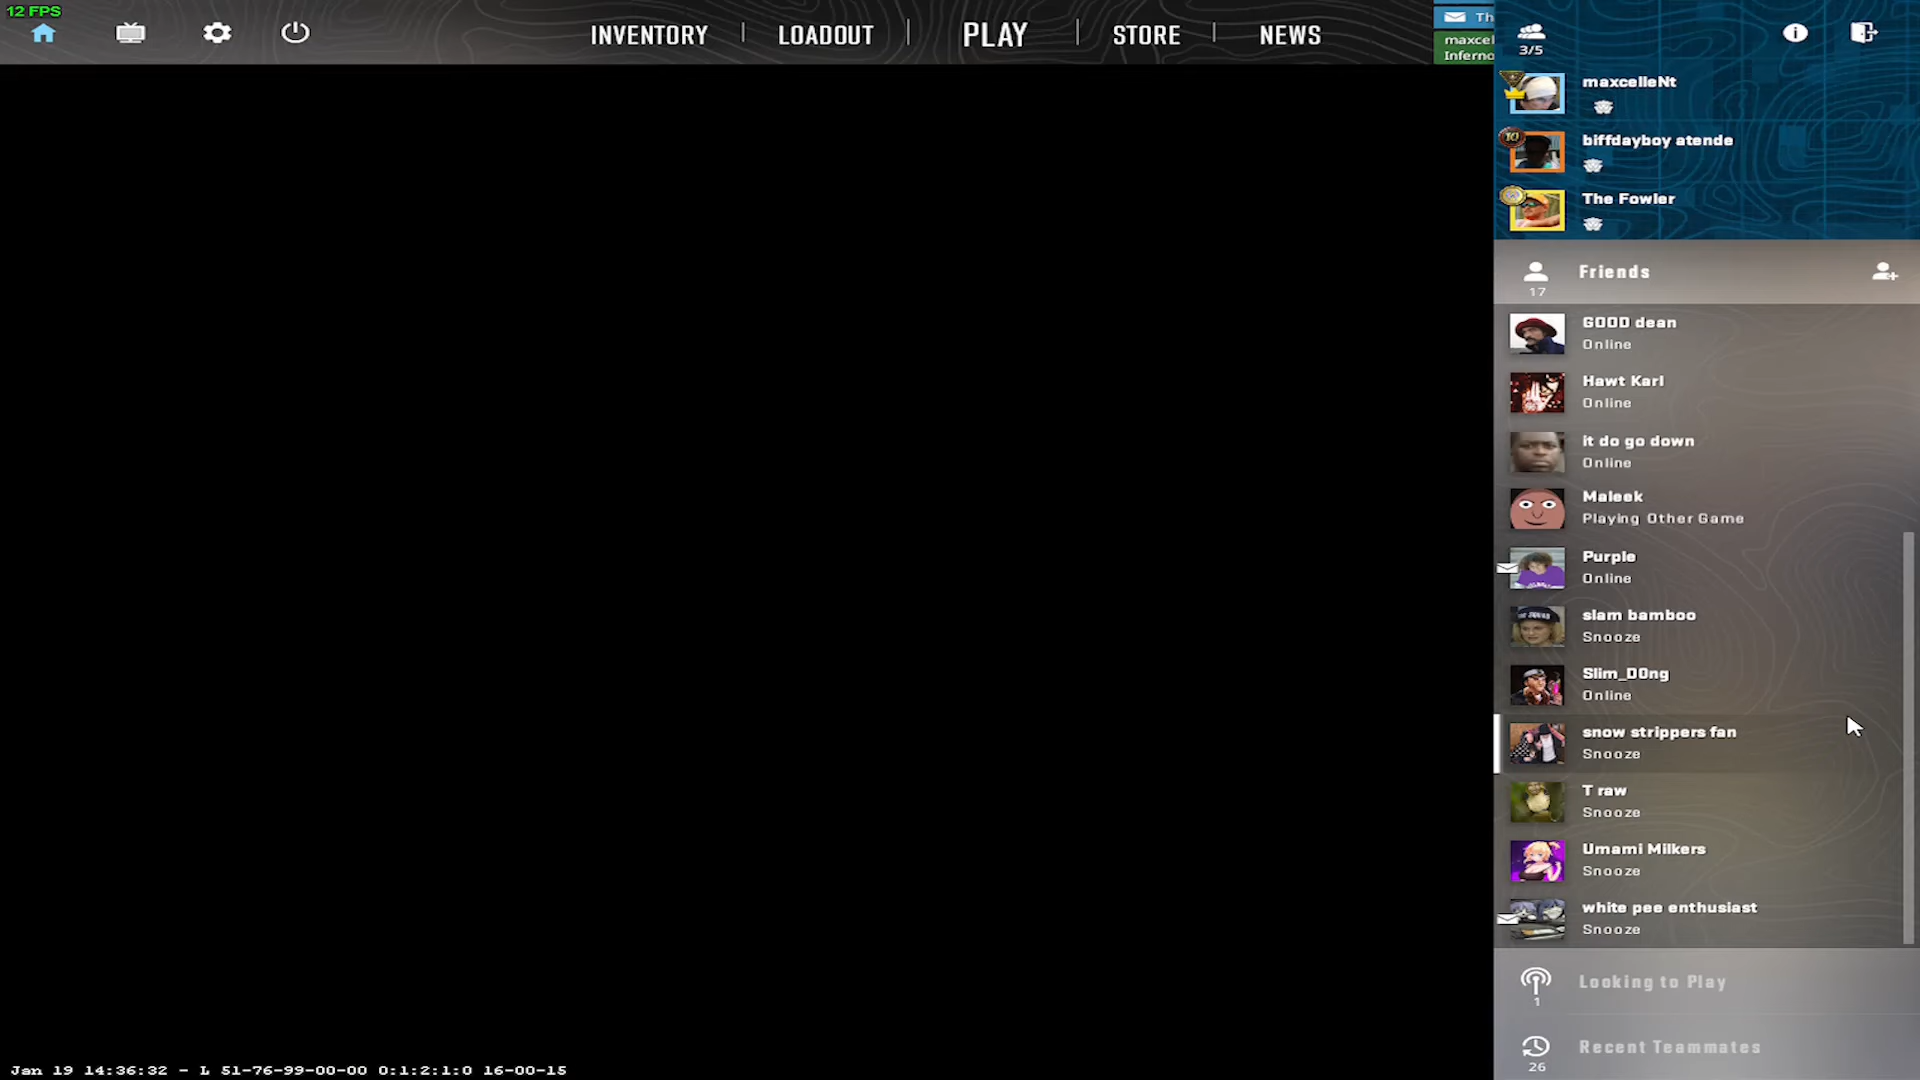 12 FPS
INVENTORY
LOADOUT
PLAY
STORE
NEWS
Th
maxcel
Inferno
3/5
maxcelleNt
biffdayboy atende
The Fowler
Friends
17
GOOD dean
Online
Hawt Karl
Online
it do go down
Online
Maleek
Playing Other Game
Purple
Online
slam bamboo
Snooze
Slim_D0ng
Online
snow strippers fan
Snooze
T raw
Snooze
Umami Milkers
Snooze
white pee enthusiast
Snooze
Looking to Play
1
Recent Teammates
26
Jan 19 14:36:32 - L 51-76-99-00-00 0:1:2:1:0 16-00-15